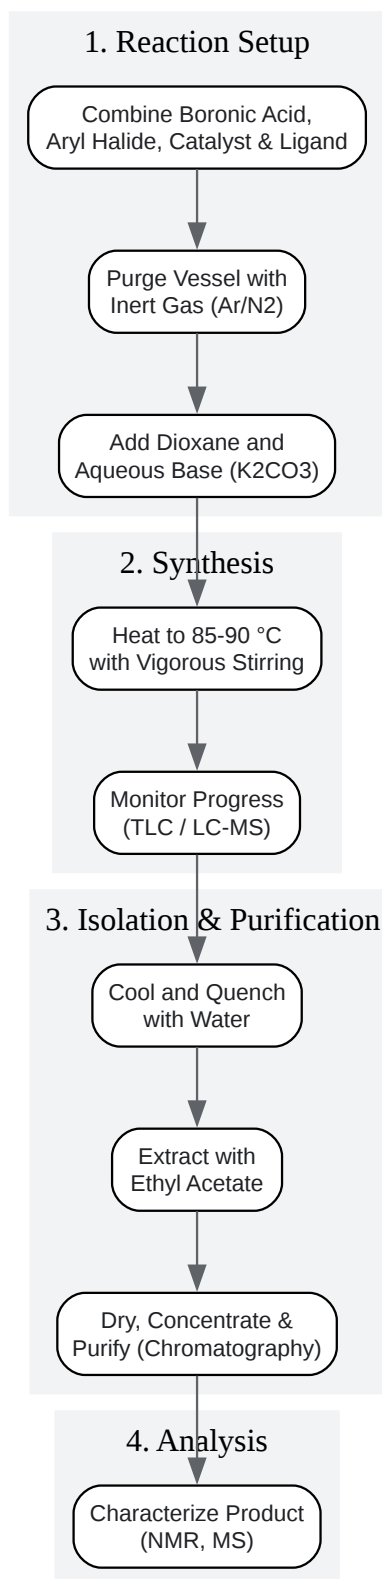 1. Reaction Setup
Combine Boronic Acid,
Aryl Halide, Catalyst & Ligand
Purge Vessel with
Inert Gas (Ar/N2)
Add Dioxane and
Aqueous Base (K2CO3)
2. Synthesis
Heat to 85-90 °C
with Vigorous Stirring
Monitor Progress
(TLC / LC-MS)
3. Isolation & Purification
Cool and Quench
with Water
Extract with
Ethyl Acetate
Dry, Concentrate &
Purify (Chromatography)
4. Analysis
Characterize Product
(NMR, MS)